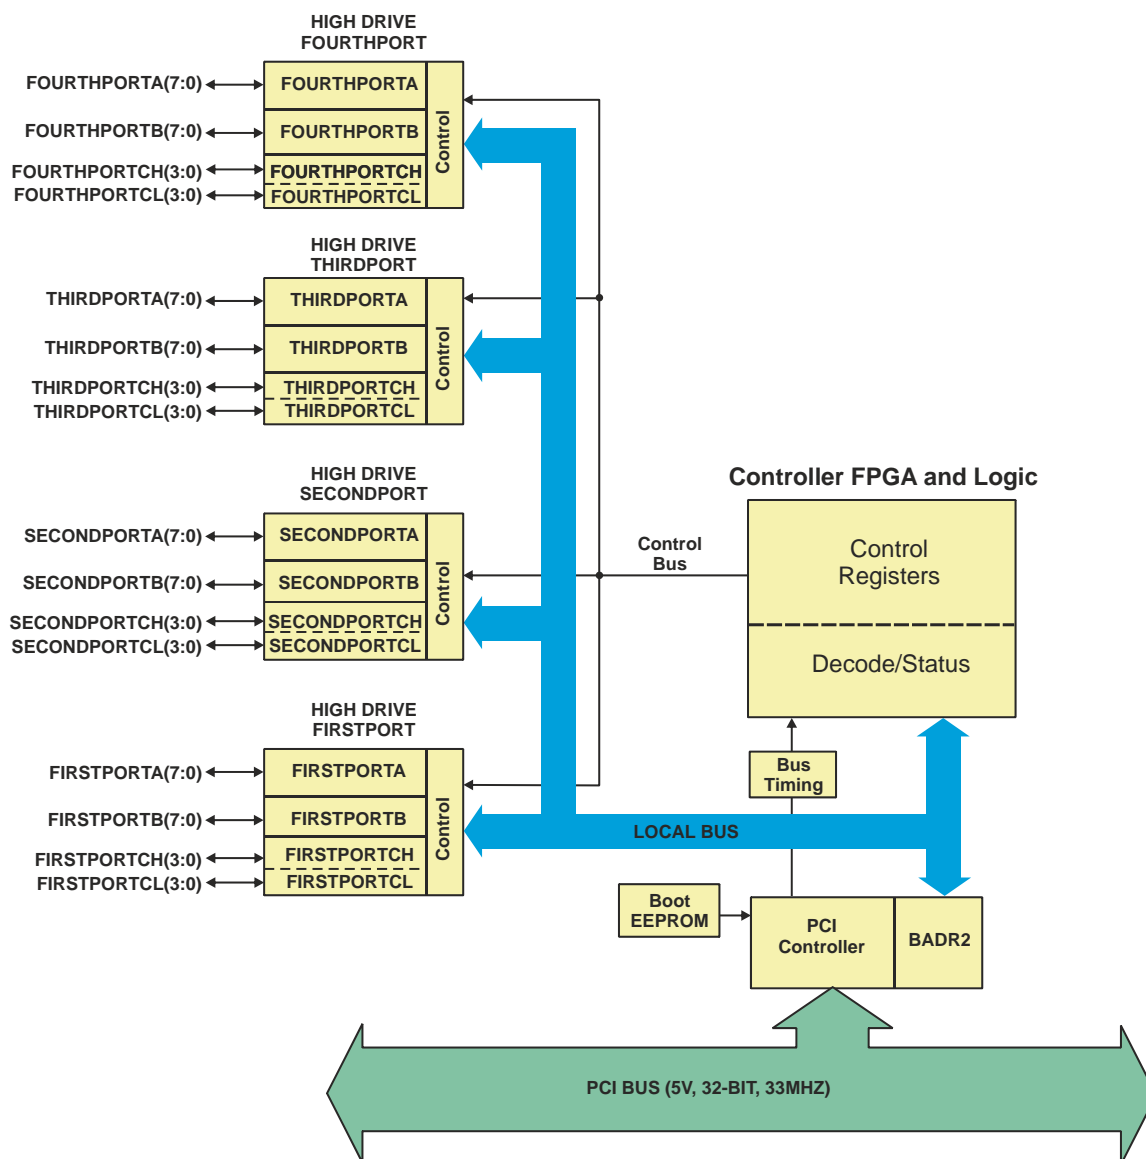 HIGH DRIVE
FOURTHPORT
FOURTHPORTA(7:0)
FOURTHPORTB(7:0)
FOURTHPORTCH(3:0)
FOURTHPORTCL(3:0)
FOURTHPORTA
FOURTHPORTB
FOURTHPORTCH
FOURTHPORTCL
Control
HIGH DRIVE
THIRDPORT
THIRDPORTA(7:0)
THIRDPORTB(7:0)
THIRDPORTCH(3:0)
THIRDPORTCL(3:0)
THIRDPORTA
THIRDPORTB
THIRDPORTCH
THIRDPORTCL
Control
HIGH DRIVE
SECONDPORT
SECONDPORTA(7:0)
SECONDPORTB(7:0)
SECONDPORTCH(3:0)
SECONDPORTCL(3:0)
SECONDPORTA
SECONDPORTB
SECONDPORTCH
SECONDPORTCL
Control
HIGH DRIVE
FIRSTPORT
FIRSTPORTA(7:0)
FIRSTPORTB(7:0)
FIRSTPORTCH(3:0)
FIRSTPORTCL(3:0)
FIRSTPORTA
FIRSTPORTB
FIRSTPORTCH
FIRSTPORTCL
Control
Controller FPGA and Logic
Control
Registers
Decode/Status
Control
Bus
Bus
Timing
LOCAL BUS
Boot
EEPROM
PCI
Controller
BADR2
PCI BUS (5V, 32-BIT, 33MHZ)